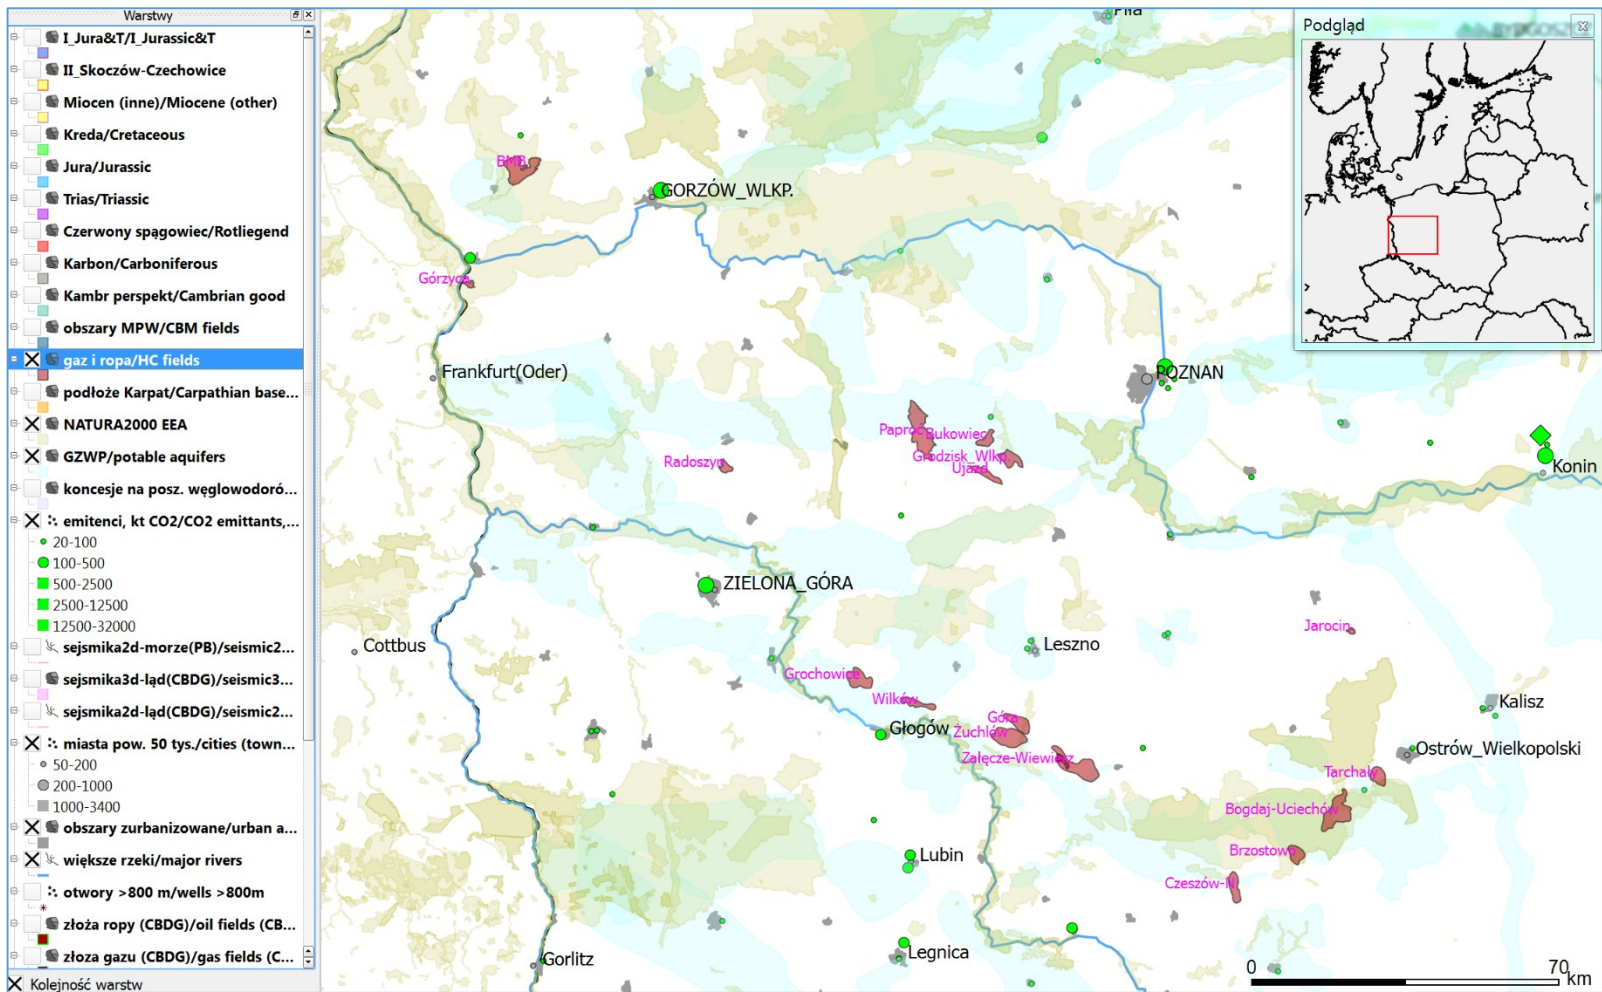 Warstwy
I_Jura&T/I_Jurassic&T
II_Skoczów-Czechowice
Miocen (inne)/Miocene (other)
Kreda/Cretaceous
Jura/Jurassic
Trias/Triassic
Czerwony spągowiec/Rotliegend
Karbon/Carboniferous
Kambr perspekt/Cambrian good
obszary MPW/CBM fields
gaz i ropa/HC fields
podłoże Karpat/Carpathian base...
NATURA2000 EEA
GZWP/potable aquifers
koncesje na posz. węglowodoró...
emitenci, kt CO2/CO2 emittants,...
20-100
100-500
500-2500
2500-12500
12500-32000
sejsmika2d-morze(PB)/seismic2...
sejsmika3d-ląd(CBDG)/seismic3...
sejsmika2d-ląd(CBDG)/seismic2...
miasta pow. 50 tys./cities (town...
50-200
200-1000
1000-3400
obszary zurbanizowane/urban a...
większe rzeki/major rivers
otwory >800 m/wells >800m
złoża ropy (CBDG)/oil fields (CB...
złoza gazu (CBDG)/gas fields (C...
Kolejność warstw
Piła
Podgląd
BMB
GORZÓW_WLKP.
Górzyca
Frankfurt(Oder)
POZNAN
Paproć
Bukowiec
Grodzisk_Wlkp.
Ujazd
Radoszyn
Konin
ZIELONA_GÓRA
Cottbus
Leszno
Jarocin
Grochowice
Wilków
Kalisz
Głogów
Góra
Żuchlów
Załęcze-Wiewierz
Ostrów_Wielkopolski
Tarchały
Bogdaj-Uciechów
Brzostowo
Lubin
Czeszów-N
Legnica
Gorlitz
0
70
km